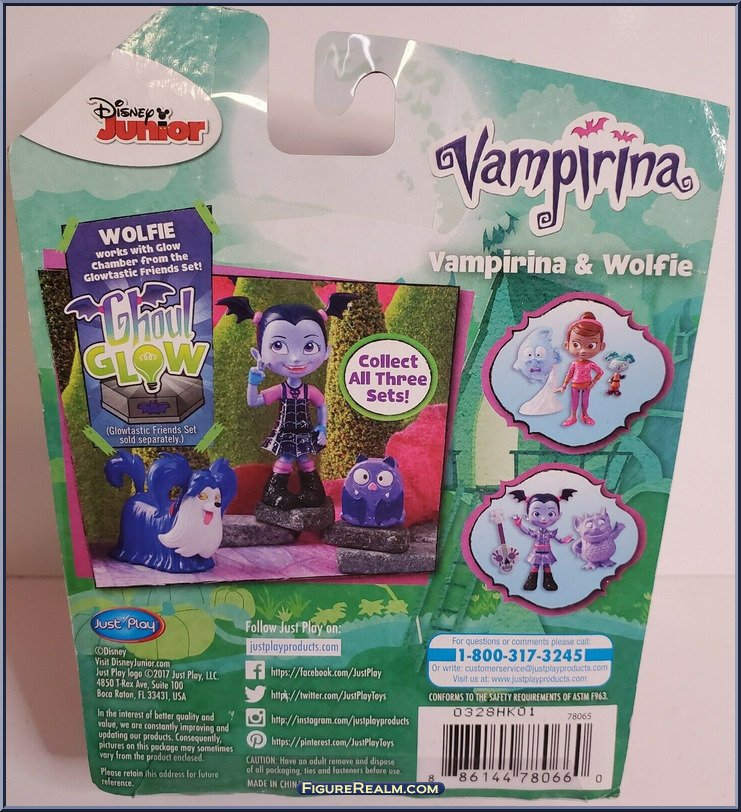 Disney
Junior
Vampirina
Vampirina & Wolfie
WOLFIE
works with Glow
Chamber from the
Glowtastic Friends Set!
Ghoul
GLOW
(Glowtastic Friends Set
sold separately.)
Collect
All Three
Sets!
Just Play
©Disney
Visit DisneyJunior.com
Just Play logo ©2017 Just Play, LLC.
4850 T-Rex Ave, Suite 100
Boca Raton, FL 33431, USA
In the interest of better quality and
value, we are constantly improving and
updating our products. Consequently,
pictures on this package may sometimes
vary from the product enclosed.
Please retain this address for future
reference.
Follow Just Play on:
justplayproducts.com
https://facebook.com/JustPlay
https://twitter.com/JustPlayToys
http://instagram.com/justplayproducts
https://pinterest.com/JustPlayToys
CAUTION: Have an adult remove and dispose
of all packaging, ties and fasteners before use.
MADE IN CHINA
For questions or comments please call:
1-800-317-3245
Or write: customerservice@justplayproducts.com
Visit us at: www.justplayproducts.com
CONFORMS TO THE SAFETY REQUIREMENTS OF ASTM F963.
0328HK01
78065
8 86144 78066 0
FigureRealm.com